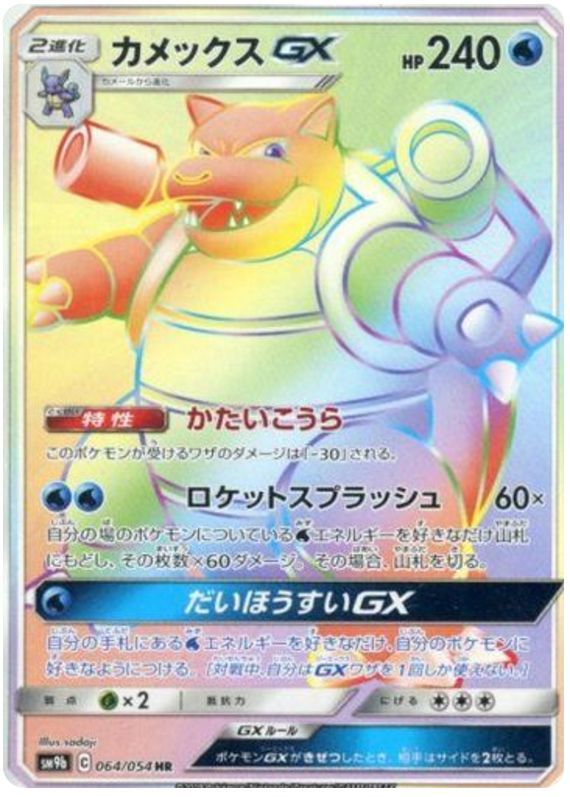 2進化
カメックスGX
HP240
カメールから進化
特性 かたいこうら
このポケモンが受けるワザのダメージは「-30」される。
ロケットスプラッシュ 60×
自分の場のポケモンについているエネルギーを好きなだけ山札
にもどし、その枚数×60ダメージ。その場合、山札を切る。
だいほうすいGX
自分の手札にあるエネルギーを好きなだけ、自分のポケモンに
好きなようにつける。[対戦中、自分はGXワザを1回しか使えない。]
弱点 ×2 抵抗力 にげる
GXルール
Illus. sadaji
SM9b C 064/054 HR
ポケモンGXがきぜつしたとき、相手はサイドを2枚とる。